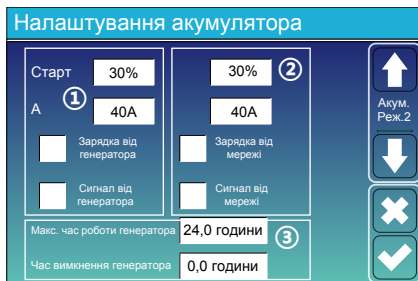 Налаштування акумулятора
Старт 30%
30% ②
① A 40A
40A
Зарядка від
генератора
Зарядка від
мережі
Сигнал від
генератора
Сигнал від
мережі
Макс. час роботи генератора 24,0 години ③
Час вимкнення генератора 0,0 години
Акум.
Реж.2